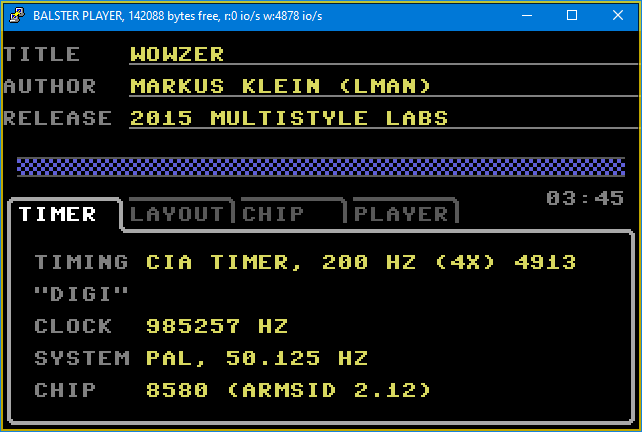 BALSTER PLAYER, 142088 bytes free, r:0 io/s w:4878 io/s
TITLE WOWZER
AUTHOR MARKUS KLEIN (LMAN)
RELEASE 2015 MULTISTYLE LABS
03:45
TIMER LAYOUT CHIP PLAYER
TIMING CIA TIMER, 200 HZ (4X) 4913
"DIGI"
CLOCK 985257 HZ
SYSTEM PAL, 50.125 HZ
CHIP 8580 (ARMSID 2.12)